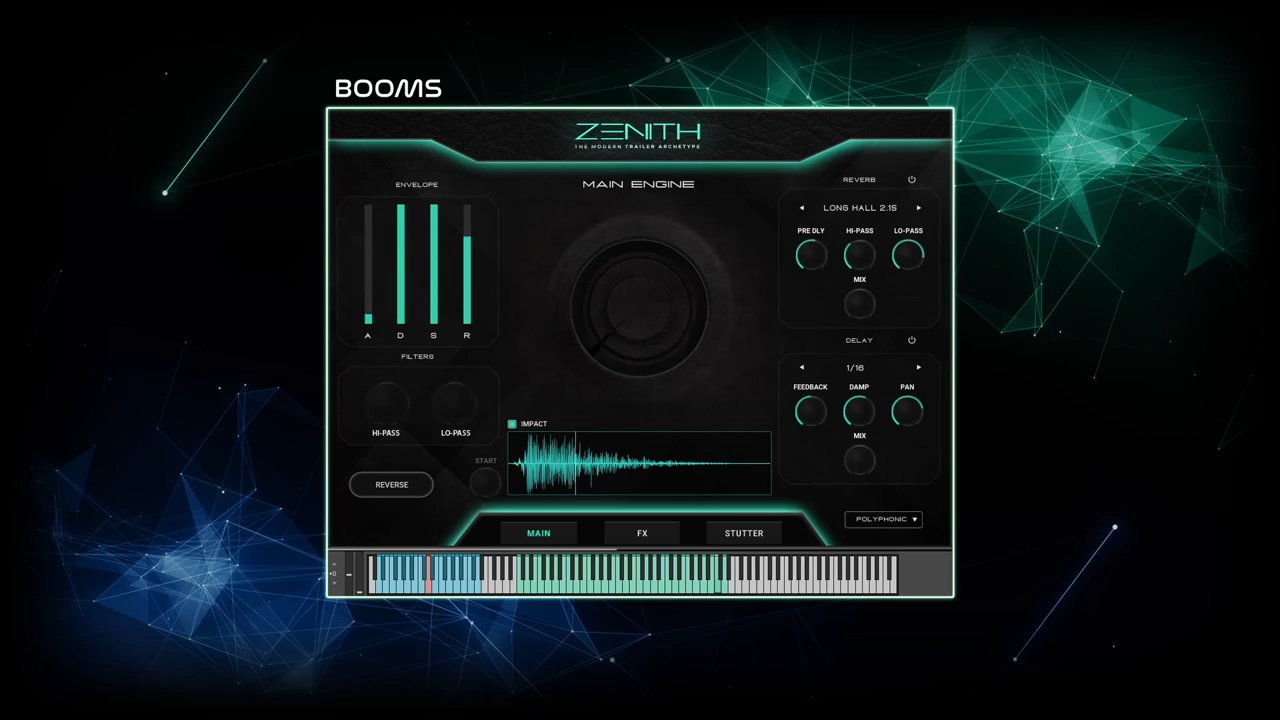 BOOMS
ZENITH
THE MODERN TRAILER ARCHETYPE
MAIN ENGINE
ENVELOPE
A D S R
FILTERS
HI-PASS LO-PASS
REVERSE
START
IMPACT
REVERB
LONG HALL 2.1S
PRE DLY HI-PASS LO-PASS
MIX
DELAY
1/16
FEEDBACK DAMP PAN
MIX
POLYPHONIC
MAIN FX STUTTER
+0